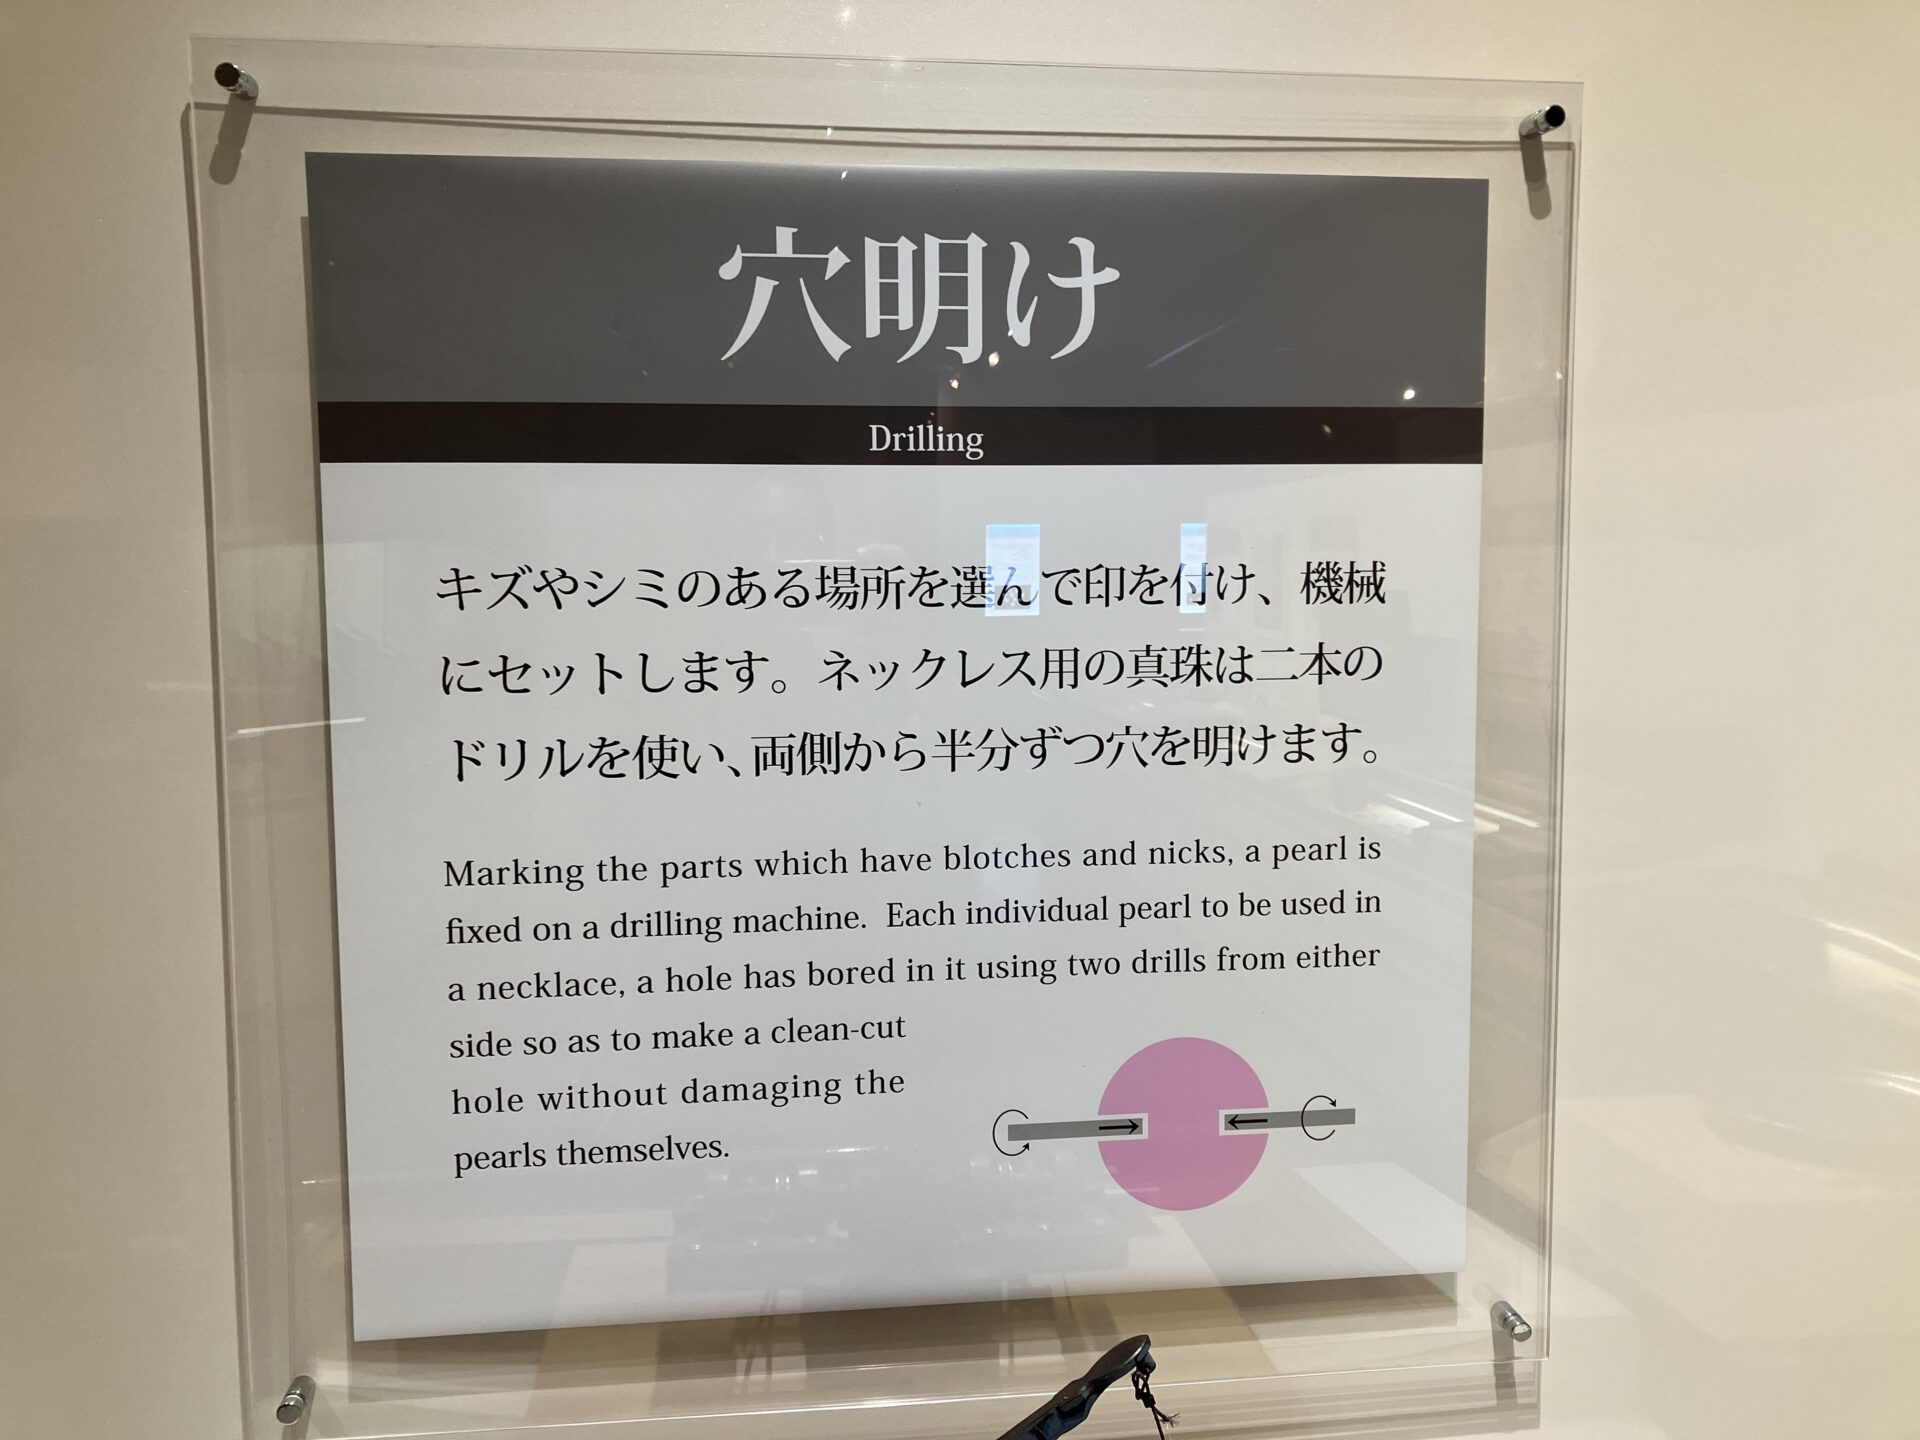 穴明け
Drilling
キズやシミのある場所を選んで印を付け、機械
にセットします。ネックレス用の真珠は二本の
ドリルを使い、両側から半分ずつ穴を明けます。
Marking the parts which have blotches and nicks, a pearl is
fixed on a drilling machine. Each individual pearl to be used in
a necklace, a hole has bored in it using two drills from either
side so as to make a clean-cut
hole without damaging the
pearls themselves.